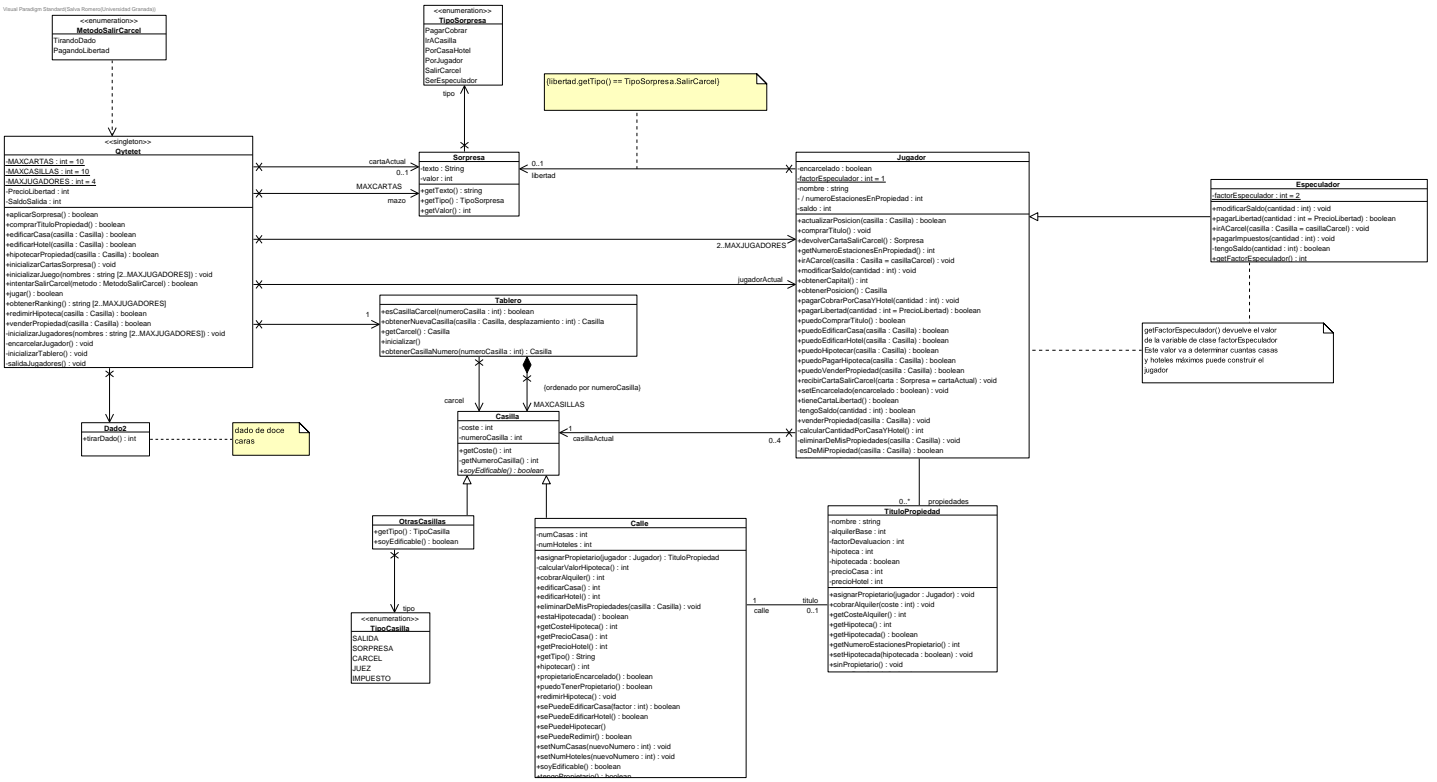 Visual Paradigm Standard(Salva Romero(Universidad Granada))
<<enumeration>>
MetodoSalirCarcel
TirandoDado
PagandoLibertad
<<enumeration>>
TipoSorpresa
PagarCobrar
IrACasilla
PorCasaHotel
PorJugador
SalirCarcel
SerEspeculador
tipo
{libertad.getTipo() == TipoSorpresa.SalirCarcel}
<<singleton>>
Qytetet
-MAXCARTAS : int = 10
-MAXCASILLAS : int = 10
-MAXJUGADORES : int = 4
-PrecioLibertad : int
-SaldoSalida : int
+aplicarSorpresa() : boolean
+comprarTituloPropiedad() : boolean
+edificarCasa(casilla : Casilla) : boolean
+edificarHotel(casilla : Casilla) : boolean
+hipotecarPropiedad(casilla : Casilla) : boolean
+inicializarCartasSorpresa() : void
+inicializarJuego(nombres : string [2..MAXJUGADORES]) : void
+intentarSalirCarcel(metodo : MetodoSalirCarcel) : boolean
+jugar() : boolean
+obtenerRanking() : string [2..MAXJUGADORES]
+redimirHipoteca(casilla : Casilla) : boolean
+venderPropiedad(casilla : Casilla) : boolean
-inicializarJugadores(nombres : string [2..MAXJUGADORES]) : void
-encarcelarJugador() : void
-inicializarTablero() : void
-salidaJugadores() : void
cartaActual
0..1
MAXCARTAS
mazo
Sorpresa
-texto : String
-valor : int
+getTexto() : string
+getTipo() : TipoSorpresa
+getValor() : int
0..1
libertad
2..MAXJUGADORES
jugadorActual
1
Jugador
-encarcelado : boolean
-factorEspeculador : int = 1
-nombre : string
- / numeroEstacionesEnPropiedad : int
-saldo : int
+actualizarPosicion(casilla : Casilla) : boolean
+comprarTitulo() : void
+devolverCartaSalirCarcel() : Sorpresa
+getNumeroEstacionesEnPropiedad() : int
+irACarcel(casilla : Casilla = casillaCarcel) : void
+modificarSaldo(cantidad : int) : void
+obtenerCapital() : int
+obtenerPosicion() : Casilla
+pagarCobrarPorCasaYHotel(cantidad : int) : void
+pagarLibertad(cantidad : int = PrecioLibertad) : boolean
+puedoComprarTitulo() : boolean
+puedoEdificarCasa(casilla : Casilla) : boolean
+puedoEdificarHotel(casilla : Casilla) : boolean
+puedoHipotecar(casilla : Casilla) : boolean
+puedoPagarHipoteca(casilla : Casilla) : boolean
+puedoVenderPropiedad(casilla : Casilla) : boolean
+recibirCartaSalirCarcel(carta : Sorpresa = cartaActual) : void
+setEncarcelado(encarcelado : boolean) : void
+tieneCartaLibertad() : boolean
-tengoSaldo(cantidad : int) : boolean
+venderPropiedad(casilla : Casilla) : boolean
-calcularCantidadPorCasaYHotel() : int
-eliminarDeMisPropiedades(casilla : Casilla) : void
-esDeMiPropiedad(casilla : Casilla) : boolean
Especulador
-factorEspeculador : int = 2
+modificarSaldo(cantidad : int) : void
+pagarLibertad(cantidad : int = PrecioLibertad) : boolean
+irACarcel(casilla : Casilla = casillaCarcel) : void
+pagarImpuestos(cantidad : int) : void
-tengoSaldo(cantidad : int) : boolean
+getFactorEspeculador() : int
getFactorEspeculador() devuelve el valor
de la variable de clase factorEspeculador
Este valor va a determinar cuantas casas
y hoteles máximos puede construir el
jugador
Tablero
+esCasillaCarcel(numeroCasilla : int) : boolean
+obtenerNuevaCasilla(casilla : Casilla, desplazamiento : int) : Casilla
+getCarcel() : Casilla
+inicializar()
+obtenerCasillaNumero(numeroCasilla : int) : Casilla
(ordenado por numeroCasilla)
carcel
MAXCASILLAS
Dado2
+tirarDado() : int
dado de doce
caras
Casilla
-coste : int
-numeroCasilla : int
+getCoste() : int
-getNumeroCasilla() : int
+soyEdificable() : boolean
1
casillaActual
0..4
OtrasCasillas
+getTipo() : TipoCasilla
+soyEdificable() : boolean
tipo
<<enumeration>>
TipoCasilla
SALIDA
SORPRESA
CARCEL
JUEZ
IMPUESTO
Calle
-numCasas : int
-numHoteles : int
+asignarPropietario(jugador : Jugador) : TituloPropiedad
-calcularValorHipoteca() : int
+cobrarAlquiler() : int
+edificarCasa() : int
+edificarHotel() : int
+eliminarDeMisPropiedades(casilla : Casilla) : void
+estaHipotecada() : boolean
+getCosteHipoteca() : int
+getPrecioCasa() : int
+getPrecioHotel() : int
+getTipo() : String
+hipotecar() : int
+propietarioEncarcelado() : boolean
+puedoTenerPropietario() : boolean
+redimirHipoteca() : void
+sePuedeEdificarCasa(factor : int) : boolean
+sePuedeEdificarHotel() : boolean
+sePuedeHipotecar()
+sePuedeRedimir() : boolean
+setNumCasas(nuevoNumero : int) : void
+setNumHoteles(nuevoNumero : int) : void
+soyEdificable() : boolean
+tengoPropietario() : boolean
1
calle
titulo
0..1
0..*
propiedades
TituloPropiedad
-nombre : string
-alquilerBase : int
-factorDevaluacion : int
-hipoteca : int
-hipotecada : boolean
-precioCasa : int
-precioHotel : int
+asignarPropietario(jugador : Jugador) : void
+cobrarAlquiler(coste : int) : void
+getCosteAlquiler() : int
+getHipoteca() : int
+getHipotecada() : boolean
+getNumeroEstacionesPropietario() : int
+setHipotecada(hipotecada : boolean) : void
+sinPropietario() : void